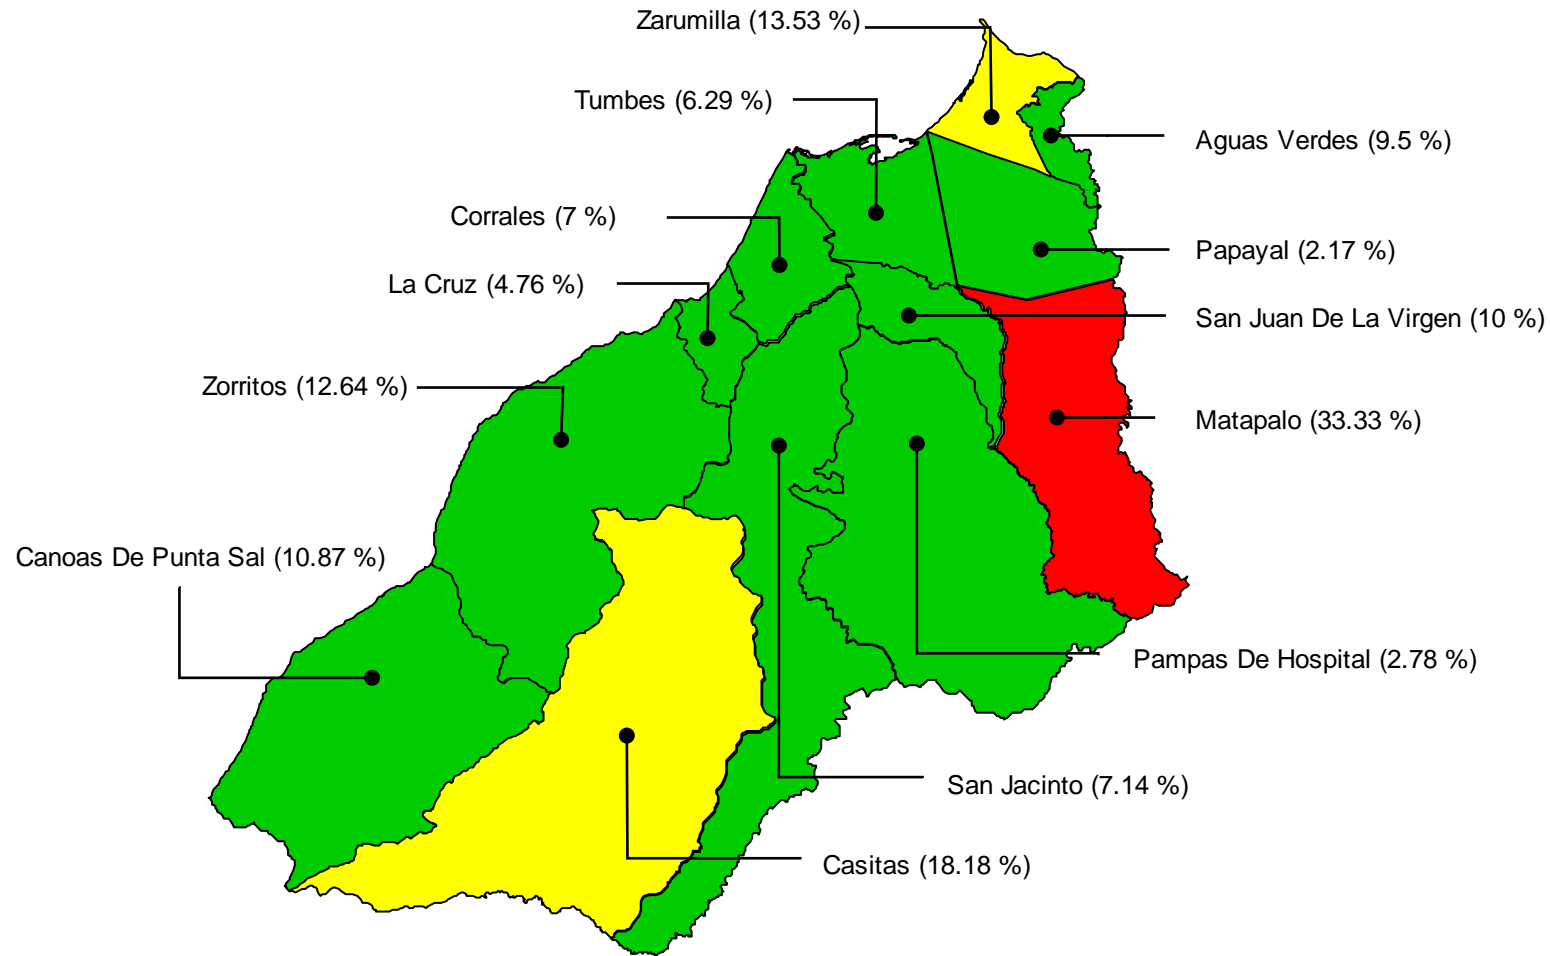 Zarumilla (13.53 %)
Tumbes (6.29 %)
Aguas Verdes (9.5 %)
Corrales (7 %)
Papayal (2.17 %)
La Cruz (4.76 %)
San Juan De La Virgen (10 %)
Zorritos (12.64 %)
Matapalo (33.33 %)
Canoas De Punta Sal (10.87 %)
Pampas De Hospital (2.78 %)
San Jacinto (7.14 %)
Casitas (18.18 %)